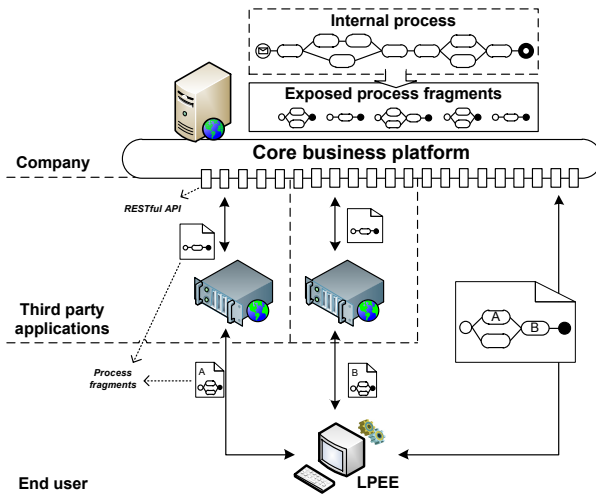 Internal process
Exposed process fragments
Core business platform
Company
RESTful API
Third party
applications
A
B
Process
fragments
A
B
LPEE
End user